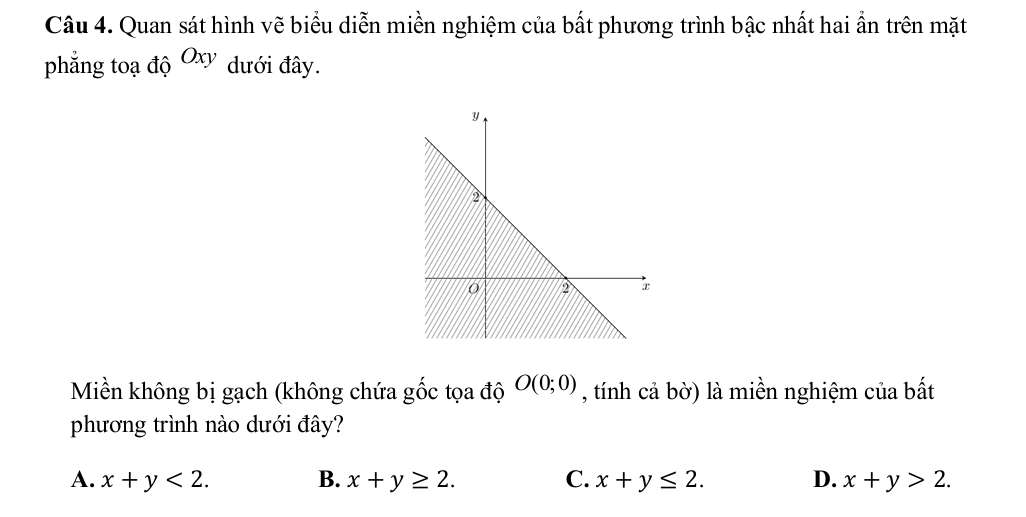 Câu 4. Quan sát hình vẽ biểu diễn miền nghiệm của bất phương trình bậc nhất hai ẩn trên mặt
phẳng toạ độ Oxy dưới đây.
y
2
O
2
x
Miền không bị gạch (không chứa gốc tọa độ O(0;0), tính cả bờ) là miền nghiệm của bất
phương trình nào dưới đây?
A. x + y < 2. B. x + y ≥ 2. C. x + y ≤ 2. D. x + y > 2.